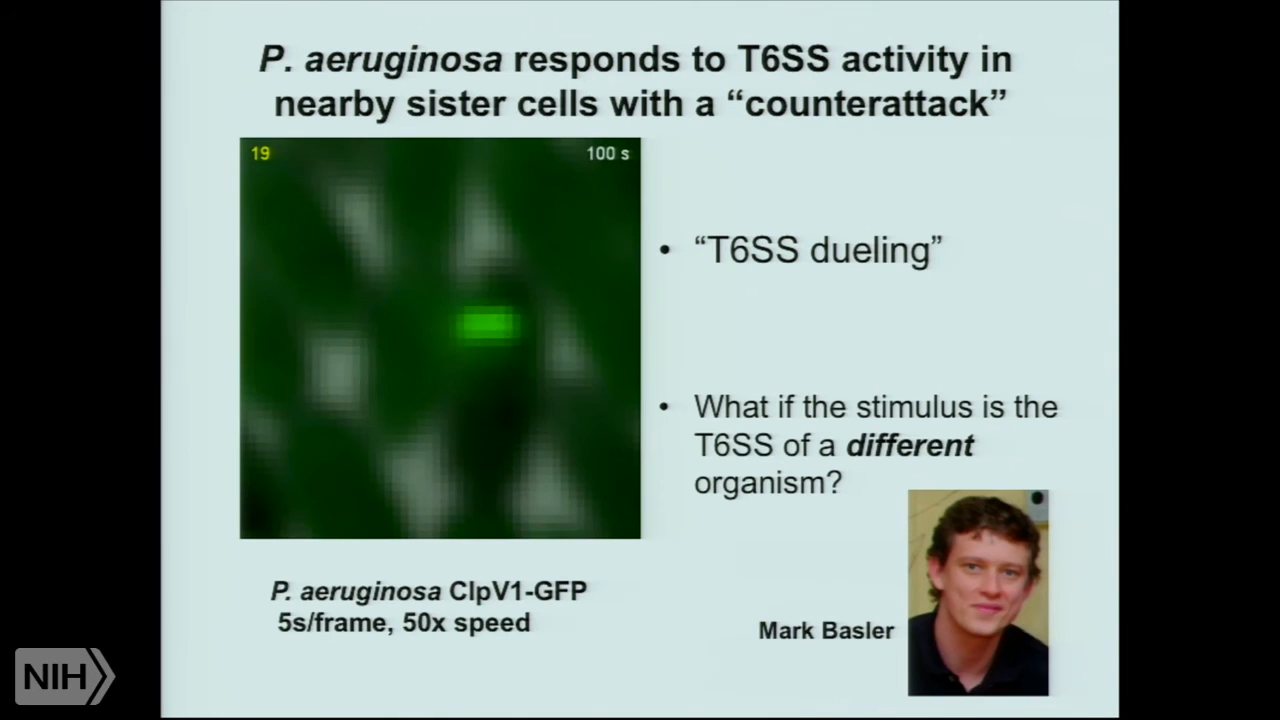 P. aeruginosa responds to T6SS activity in
nearby sister cells with a “counterattack”
19
100 s
• “T6SS dueling”
• What if the stimulus is the
T6SS of a different
organism?
P. aeruginosa ClpV1-GFP
5s/frame, 50x speed
Mark Basler
NIH